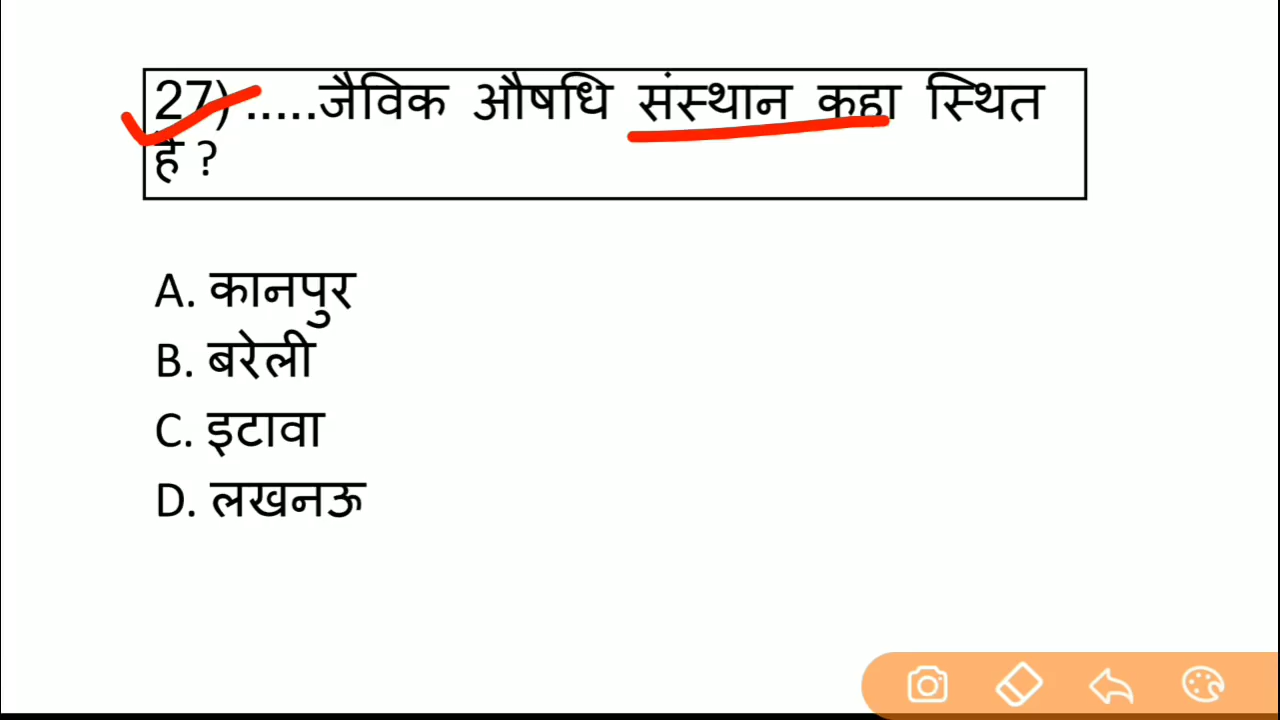 27) .....जैविक औषधि संस्थान कहा स्थित
है ?
A. कानपुर
B. बरेली
C. इटावा
D. लखनऊ